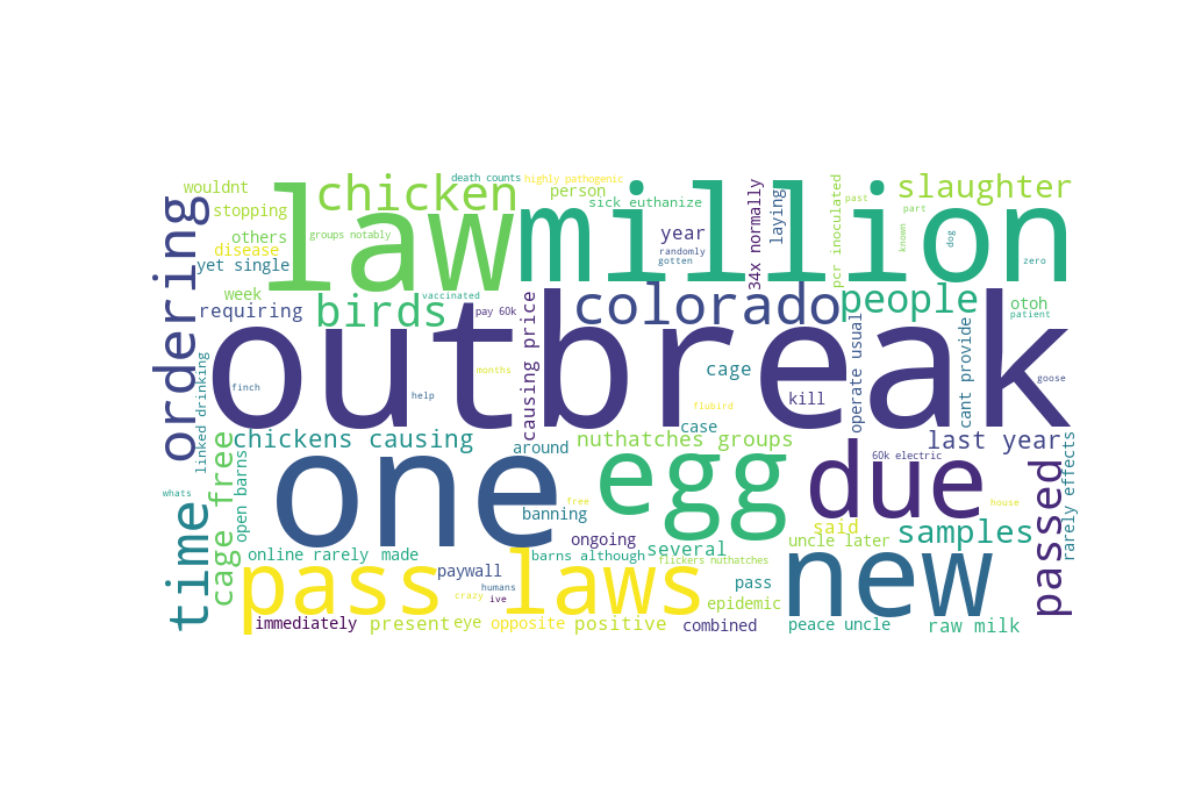 death counts
highly pathogenic
wouldnt
chicken
person
slaughter
law
million
sick euthanize
stopping
past
part
ordering
34x normally
laying
pcr inoculated
known
dog
others
groups notably
year
disease
randomly
gotten
yet single
zero
week
vaccinated
birds
colorado
people
otoh
patient
requiring
pay 60k
outbreak
causing price
operate usual
cant provide
linked drinking
months
cage
goose
finch
help
kill
flubird
case
chickens causing
around
nuthatches groups
last year
one
egg
due
60k electric
passed
rarely effects
open barns
cage free
time
whats
free
house
banning
said
samples
ongoing
uncle later
online rarely
made
barns although
several
flickers nuthatches
pass laws
paywall
humans
crazy
ive
pass
new
epidemic
immediately
present
eye
opposite
positive
combined
peace uncle
raw milk